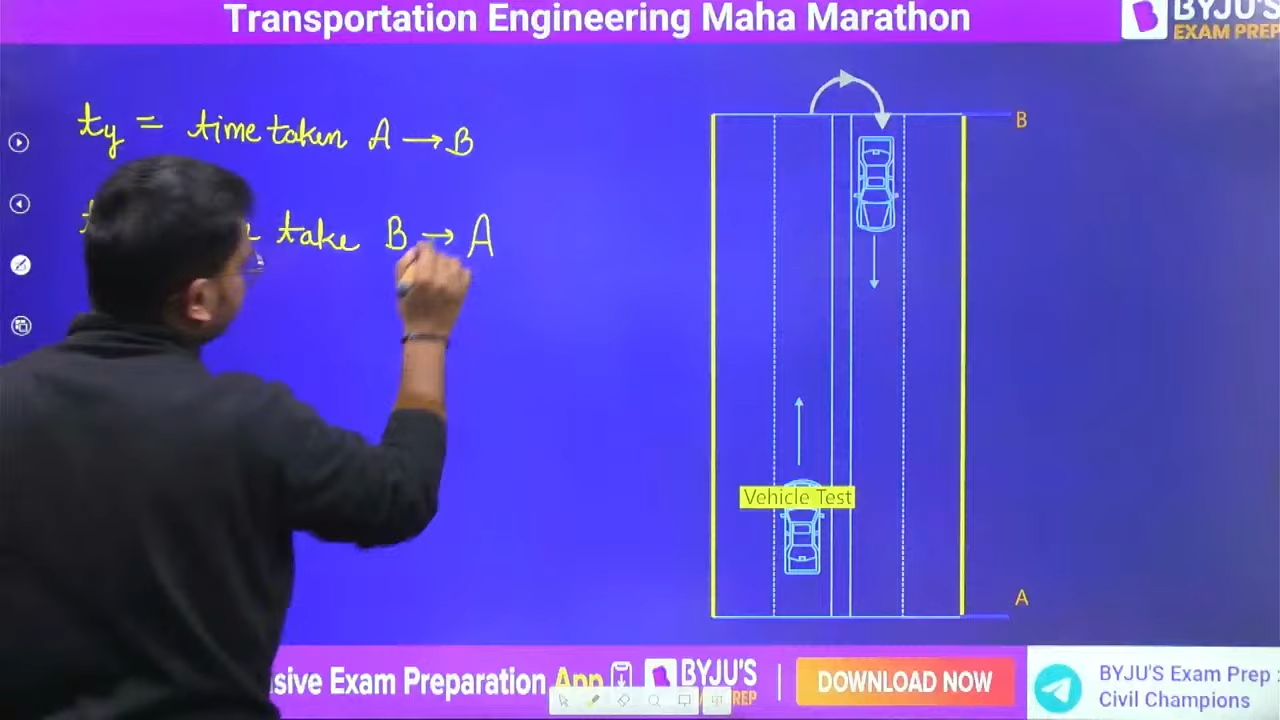 Transportation Engineering Maha Marathon
BYJU'S
EXAM PREP
ty = time taken A → B
take B → A
B
Vehicle Test
A
Exam Preparation App
BYJU'S
DOWNLOAD NOW
BYJU'S Exam Prep :
Civil Champions